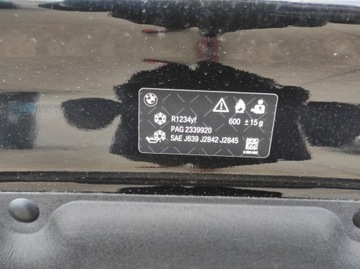 R1234yf 600 ± 15 g
PAG 2339920
SAE J639 J2842 J2845